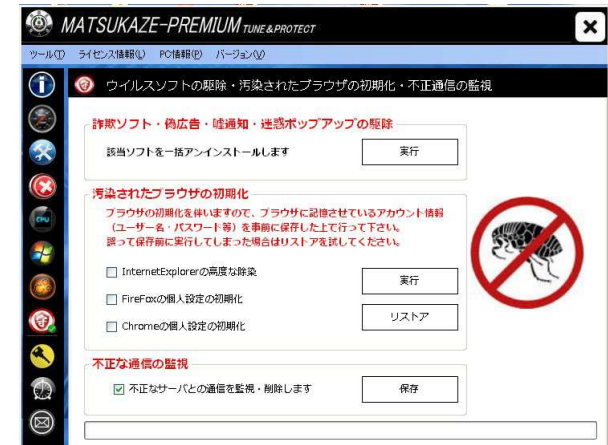 MATSUKAZE-PREMIUM TUNE & PROTECT
ツール(T) ライセンス情報(L) PC情報(P) バージョン(V)
ウイルスソフトの駆除・汚染されたブラウザの初期化・不正通信の監視
詐欺ソフト・偽広告・嘘通知・迷惑ポップアップの駆除
該当ソフトを一括アンインストールします 実行
汚染されたブラウザの初期化
ブラウザの初期化を伴いますので、ブラウザに記憶させているアカウント情報
（ユーザー名・パスワード等）を事前に保存した上で行って下さい。
誤って保存前に実行してしまった場合はリストアを試してください。
InternetExplorerの高度な除染
実行
FireFoxの個人設定の初期化
リストア
Chromeの個人設定の初期化
不正な通信の監視
不正なサーバとの通信を監視・削除します 保存
CPU